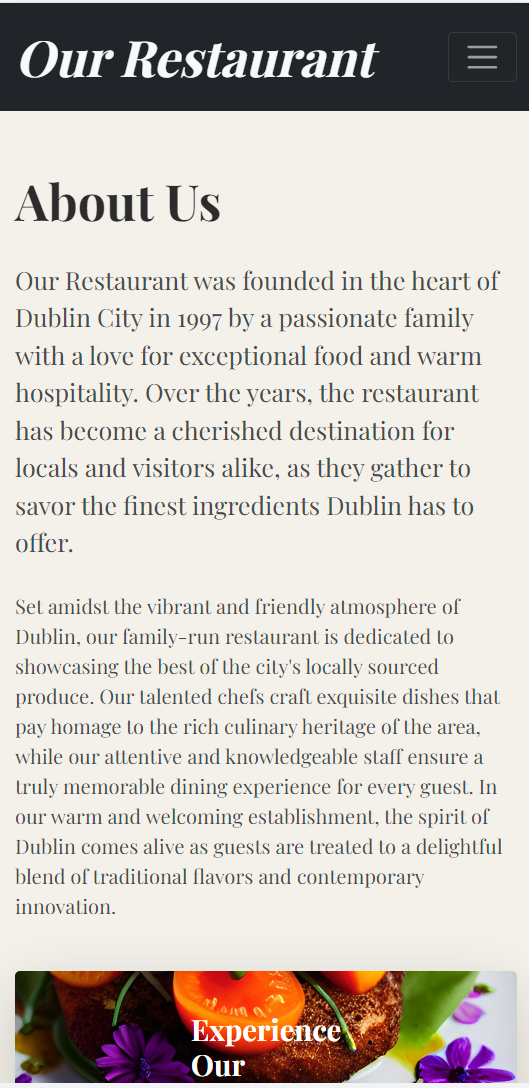 Our Restaurant
About Us
Our Restaurant was founded in the heart of
Dublin City in 1997 by a passionate family
with a love for exceptional food and warm
hospitality. Over the years, the restaurant
has become a cherished destination for
locals and visitors alike, as they gather to
savor the finest ingredients Dublin has to
offer.
Set amidst the vibrant and friendly atmosphere of
Dublin, our family-run restaurant is dedicated to
showcasing the best of the city's locally sourced
produce. Our talented chefs craft exquisite dishes that
pay homage to the rich culinary heritage of the area,
while our attentive and knowledgeable staff ensure a
truly memorable dining experience for every guest. In
our warm and welcoming establishment, the spirit of
Dublin comes alive as guests are treated to a delightful
blend of traditional flavors and contemporary
innovation.
Experience
Our